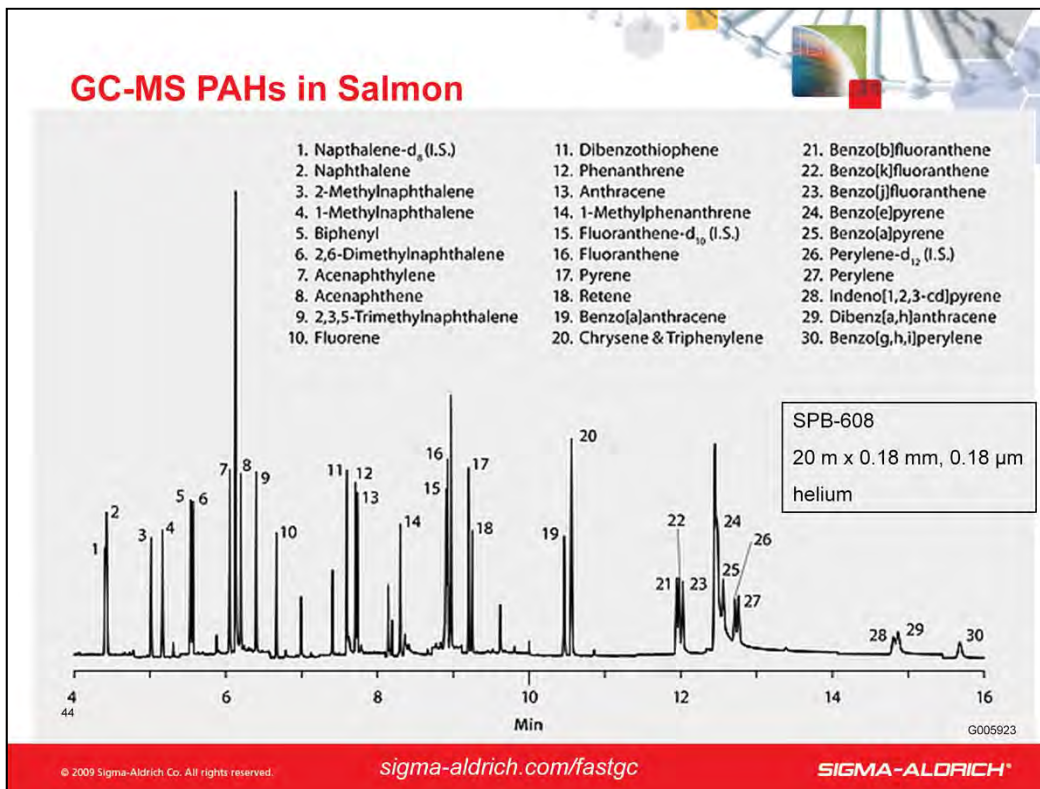 GC-MS PAHs in Salmon
1. Napthalene-d₈ (I.S.)
2. Naphthalene
3. 2-Methylnaphthalene
4. 1-Methylnaphthalene
5. Biphenyl
6. 2,6-Dimethylnaphthalene
7. Acenaphthylene
8. Acenaphthene
9. 2,3,5-Trimethylnaphthalene
10. Fluorene
11. Dibenzothiophene
12. Phenanthrene
13. Anthracene
14. 1-Methylphenanthrene
15. Fluoranthene-d₁₀ (I.S.)
16. Fluoranthene
17. Pyrene
18. Retene
19. Benzo[a]anthracene
20. Chrysene & Triphenylene
21. Benzo[b]fluoranthene
22. Benzo[k]fluoranthene
23. Benzo[j]fluoranthene
24. Benzo[e]pyrene
25. Benzo[a]pyrene
26. Perylene-d₁₂ (I.S.)
27. Perylene
28. Indeno[1,2,3-cd]pyrene
29. Dibenz[a,h]anthracene
30. Benzo[g,h,i]perylene
SPB-608
20 m x 0.18 mm, 0.18 µm
helium
1
2
3
4
5
6
7
8
9
10
11
12
13
14
15
16
17
18
19
20
21
22
23
24
25
26
27
28
29
30
4 6 8 10 12 14 16
Min
44
G005923
© 2009 Sigma-Aldrich Co. All rights reserved.
sigma-aldrich.com/fastgc
SIGMA-ALDRICH®